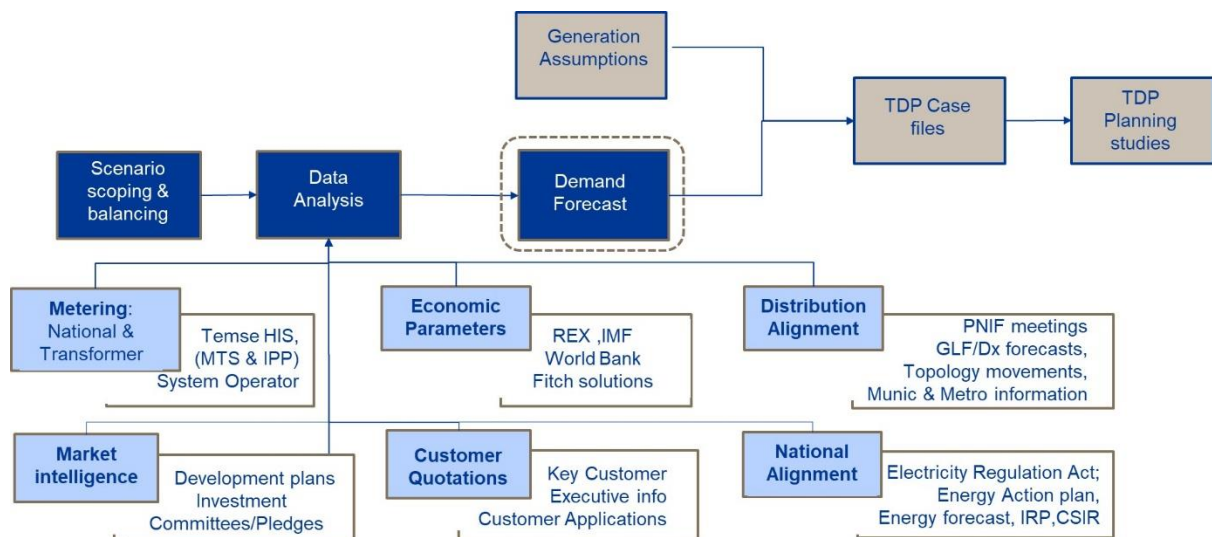 Generation
Assumptions
TDP Case
files
TDP
Planning
studies
Scenario
scoping &
balancing
Data
Analysis
Demand
Forecast
Metering:
National &
Transformer
Temse HIS,
(MTS & IPP)
System Operator
Economic
Parameters
REX ,IMF
World Bank
Fitch solutions
Distribution
Alignment
PNIF meetings
GLF/Dx forecasts,
Topology movements,
Munic & Metro information
Market
intelligence
Development plans
Investment
Committees/Pledges
Customer
Quotations
Key Customer
Executive info
Customer Applications
National
Alignment
Electricity Regulation Act;
Energy Action plan,
Energy forecast, IRP,CSIR